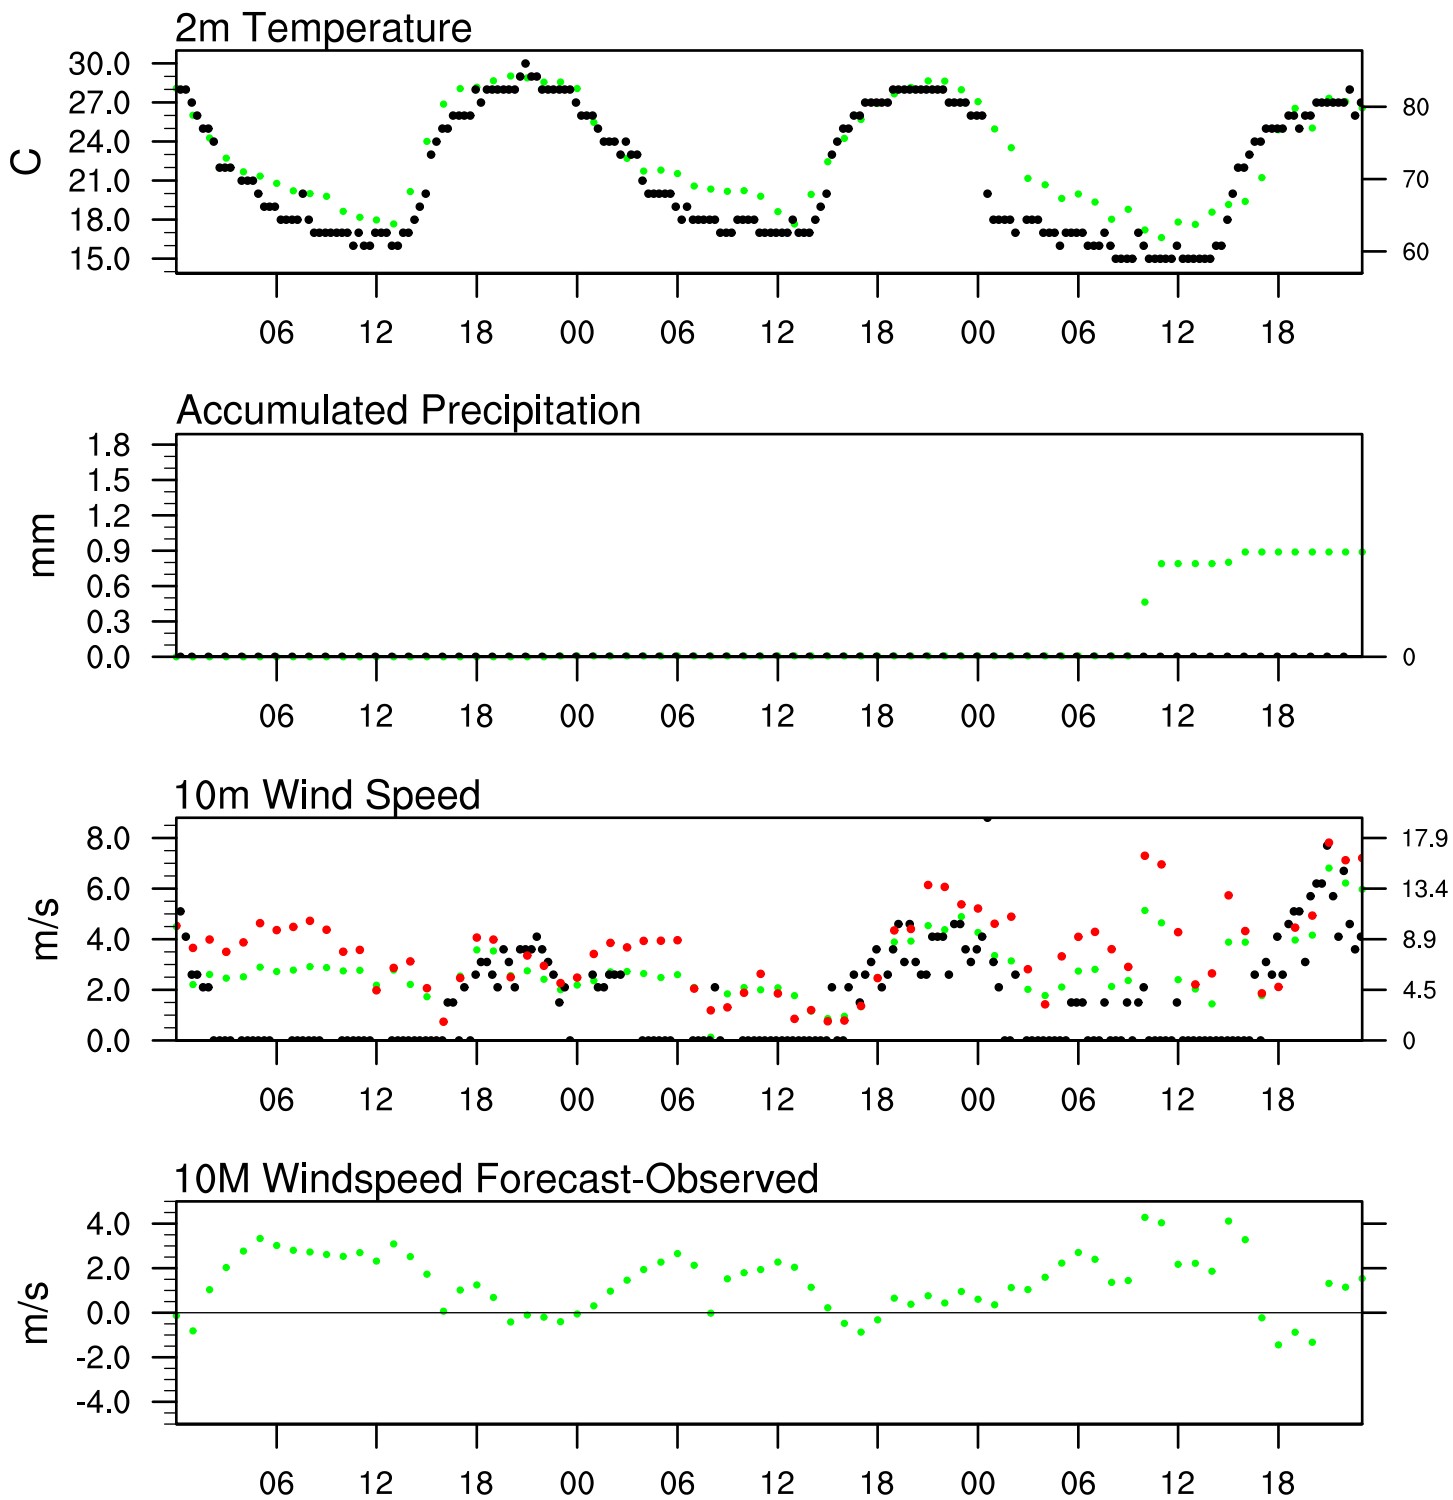 2m Temperature
30.0
27.0
24.0
21.0
18.0
15.0
C
80
70
60
06 12 18 00 06 12 18 00 06 12 18
Accumulated Precipitation
1.8
1.5
1.2
0.9
0.6
0.3
0.0
mm
0
06 12 18 00 06 12 18 00 06 12 18
10m Wind Speed
8.0
6.0
4.0
2.0
0.0
m/s
17.9
13.4
8.9
4.5
0
06 12 18 00 06 12 18 00 06 12 18
10M Windspeed Forecast-Observed
4.0
2.0
0.0
-2.0
-4.0
m/s
06 12 18 00 06 12 18 00 06 12 18